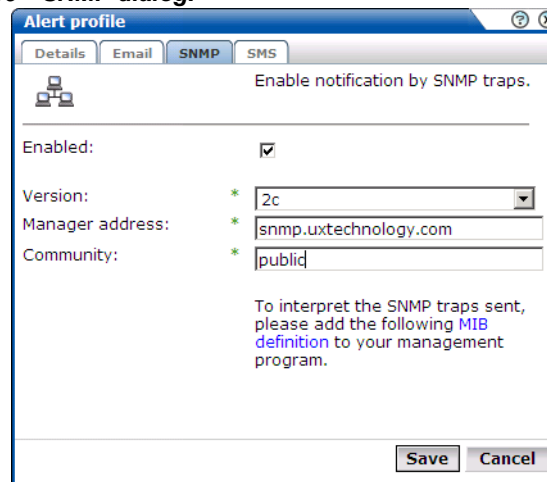 SNMP dialog.
Alert profile
Details Email SNMP SMS
Enable notification by SNMP traps.
Enabled:
Version: * 2c
Manager address: * snmp.uxtechnology.com
Community: * public
To interpret the SNMP traps sent,
please add the following MIB
definition to your management
program.
Save Cancel